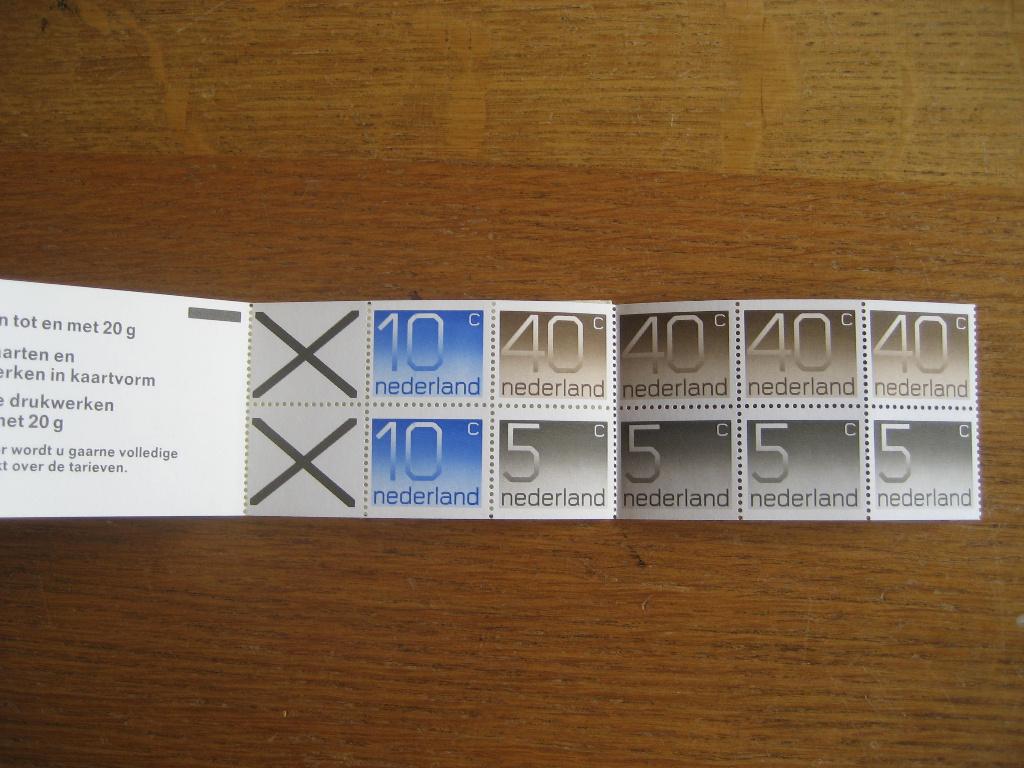 n tot en met 20 g
arten en
erken in kaartvorm
e drukwerken
net 20 g
r wordt u gaarne volledige
kt over de tarieven.
10 c 40 c 40 c 40 c 40 c
nederland nederland nederland nederland nederland
10 c 5 c 5 c 5 c 5 c
nederland nederland nederland nederland nederland